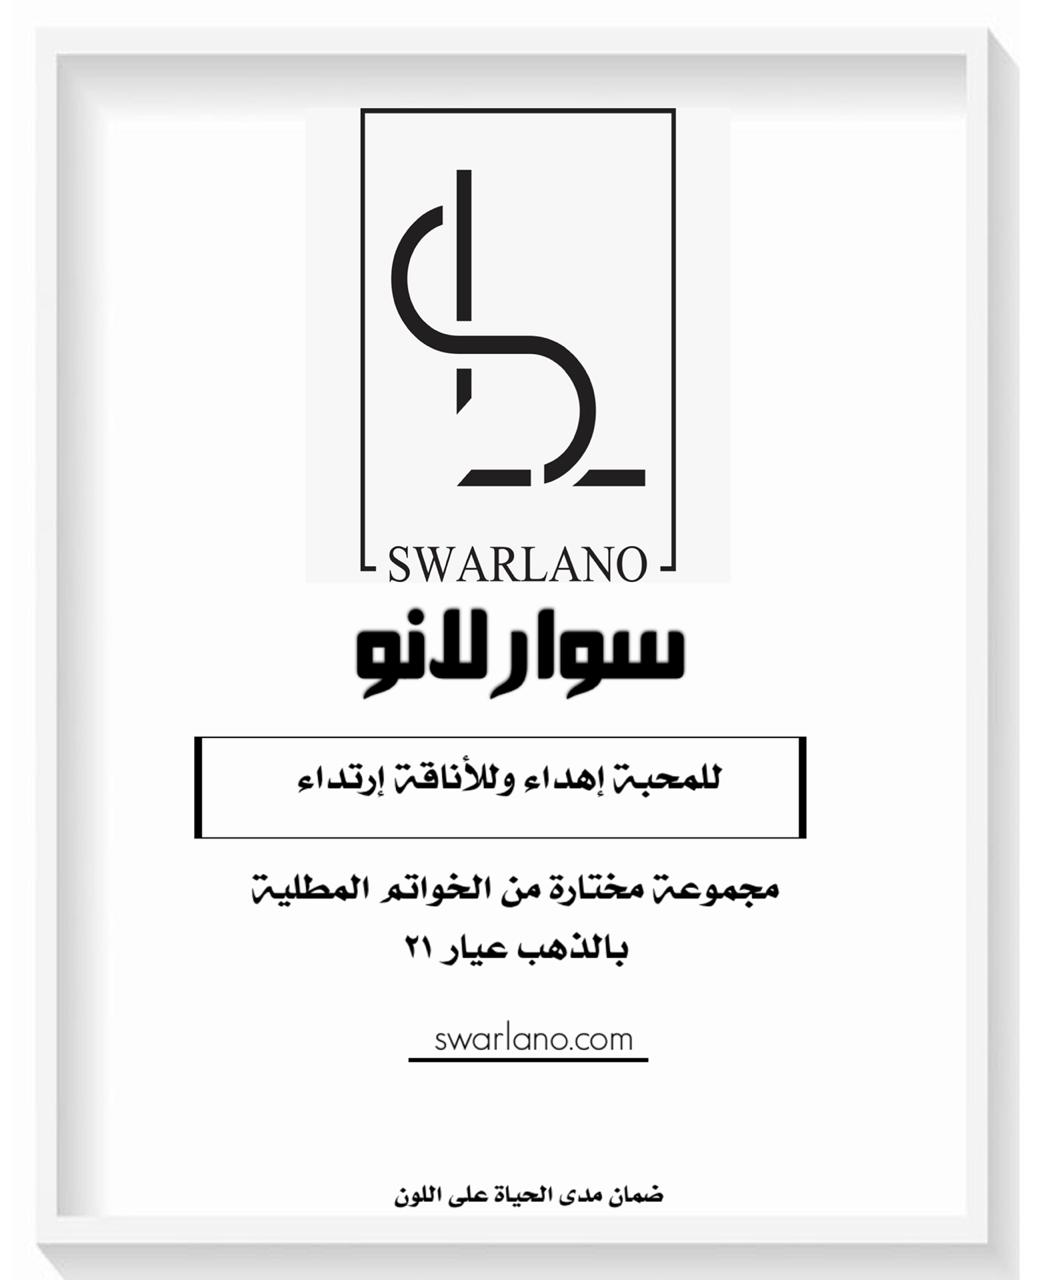 SWARLANO
سوارلانو
للمحبة إهداء وللأناقة إرتداء
مجموعة مختارة من الخواتم المطلية
بالذهب عيار ٢١
swarlano.com
ضمان مدى الحياة على اللون